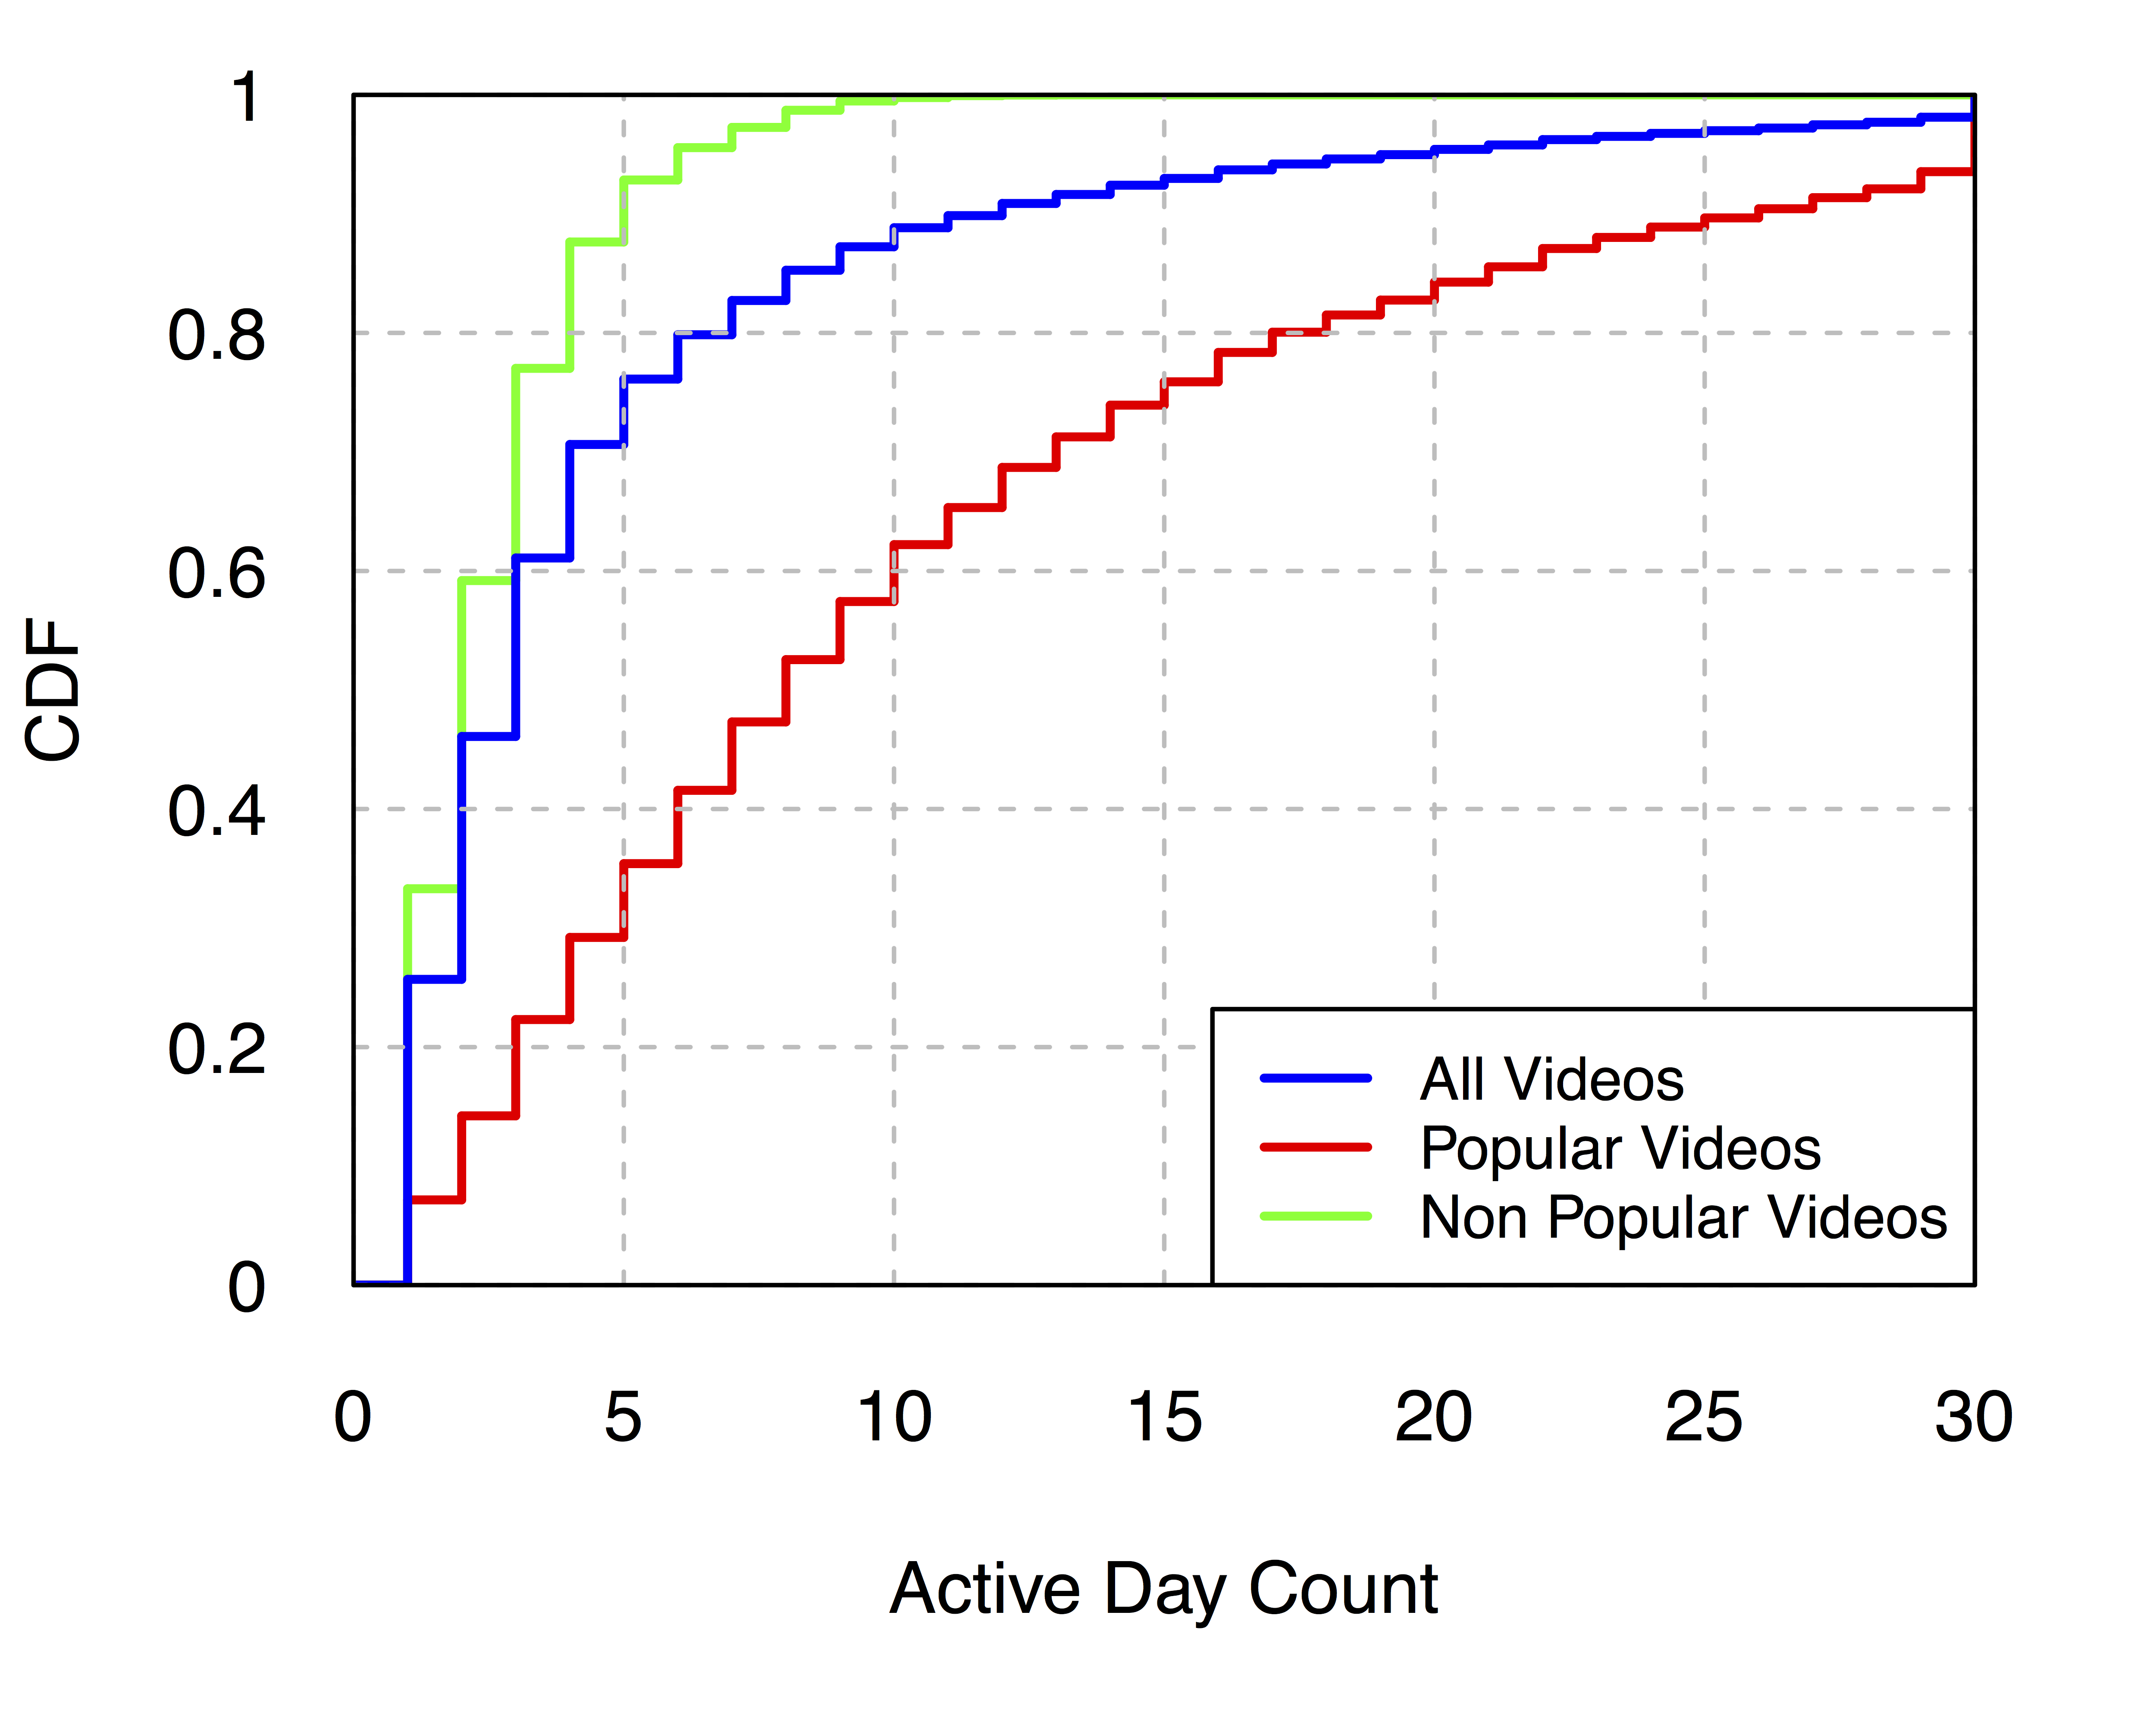 1
0.8
0.6
0.4
0.2
0
CDF
All Videos
Popular Videos
Non Popular Videos
0 5 10 15 20 25 30
Active Day Count